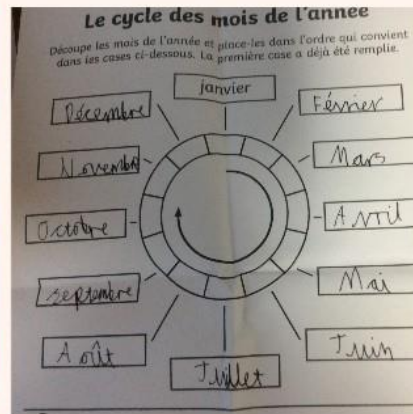 Le cycle des mois de l'année
Découpe les mois de l'année et place-les dans l'ordre qui convient
dans les cases ci-dessous. La première case a déjà été remplie.
janvier
Février
Mars
Avril
Mai
Juin
Juillet
Août
septembre
Octobre
Novembre
Décembre